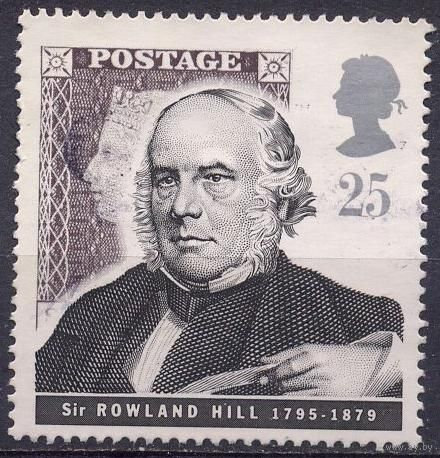 POSTAGE
25
Sir ROWLAND HILL 1795-1879